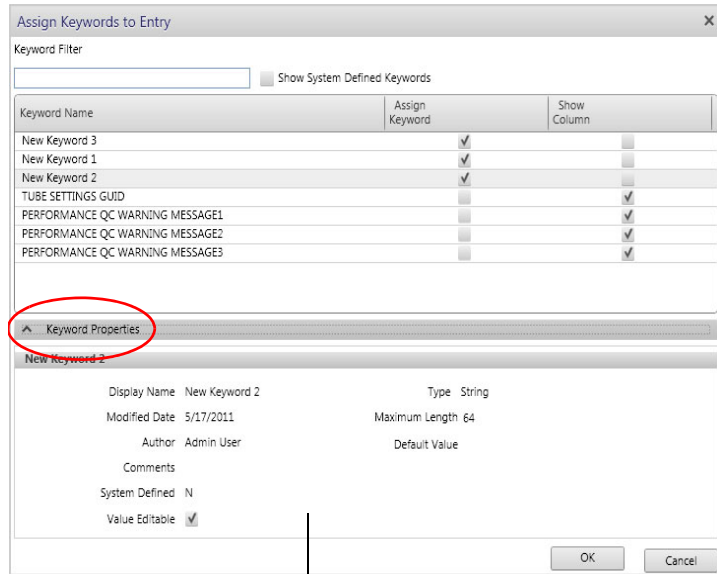 Assign Keywords to Entry
Keyword Filter
Show System Defined Keywords
Keyword Name Assign Keyword Show Column
New Keyword 3
New Keyword 1
New Keyword 2
TUBE SETTINGS GUID
PERFORMANCE QC WARNING MESSAGE1
PERFORMANCE QC WARNING MESSAGE2
PERFORMANCE QC WARNING MESSAGE3
Keyword Properties
New Keyword 2
Display Name New Keyword 2 Type String
Modified Date 5/17/2011 Maximum Length 64
Author Admin User Default Value
Comments
System Defined N
Value Editable
OK Cancel